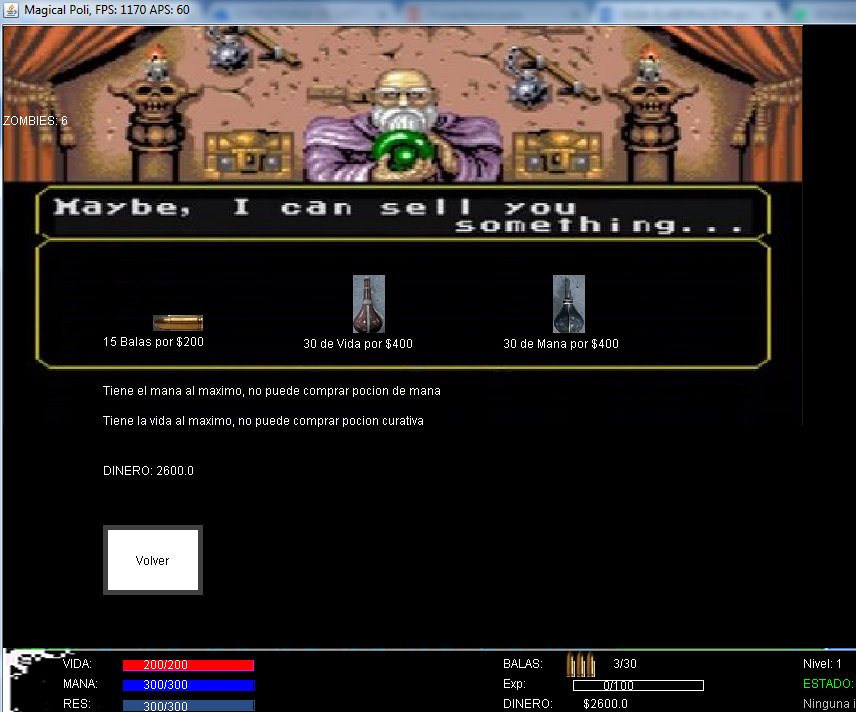 Magical Poli, FPS: 1170 APS: 60
ZOMBIES: 6
Maybe, I can sell you
something...
15 Balas por $200
30 de Vida por $400
30 de Mana por $400
Tiene el mana al maximo, no puede comprar pocion de mana
Tiene la vida al maximo, no puede comprar pocion curativa
DINERO: 2600.0
Volver
VIDA: 200/200 BALAS: 3/30 Nivel: 1
MANA: 300/300 Exp: 0/100 ESTADO:
RES: 300/300 DINERO: $2600.0 Ninguna